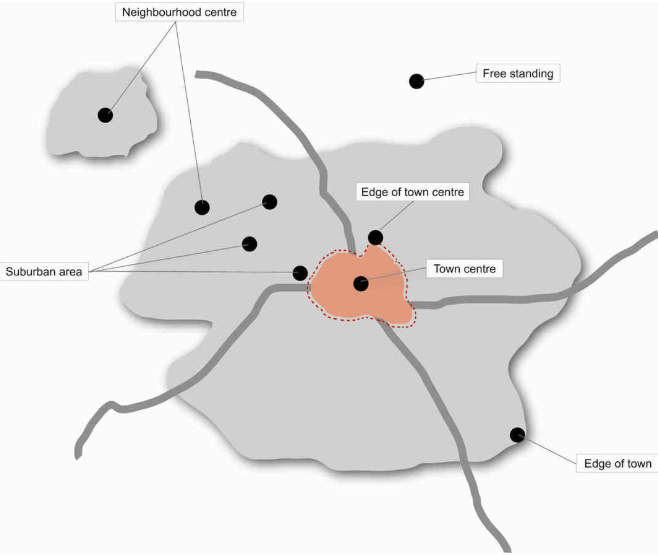 Neighbourhood centre
Free standing
Edge of town centre
Suburban area
Town centre
Edge of town